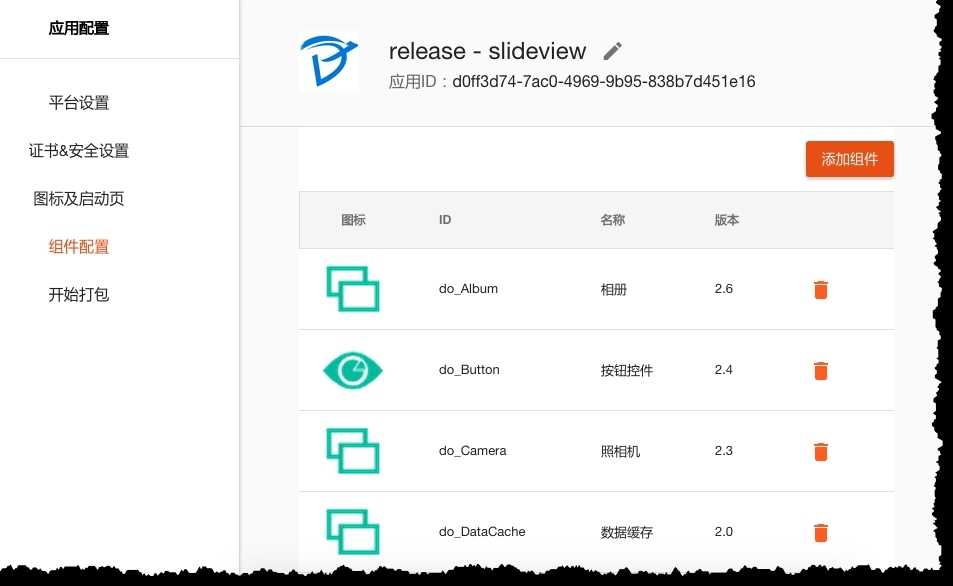 应用配置
平台设置
证书&安全设置
图标及启动页
组件配置
开始打包
release - slideview
应用ID：d0ff3d74-7ac0-4969-9b95-838b7d451e16
添加组件
图标 ID 名称 版本
do_Album 相册 2.6
do_Button 按钮控件 2.4
do_Camera 照相机 2.3
do_DataCache 数据缓存 2.0